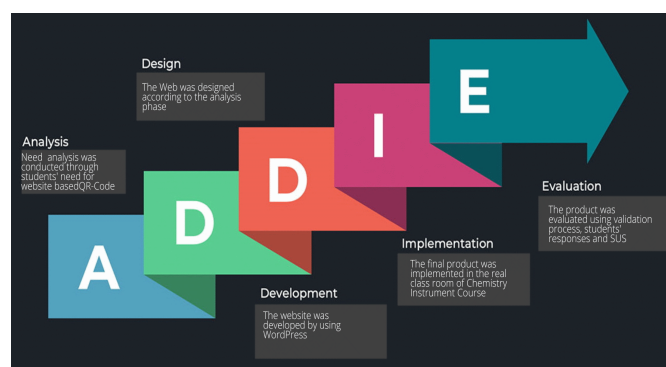 Analysis
Need analysis was
conducted through
students' need for
website basedQR-Code
Design
The Web was designed
according to the analysis
phase
A
D
D
I
E
Development
The website was
developed by using
WordPress
Implementation
The final product was
implemented in the real
class room of Chemistry
Instrument Course
Evaluation
The product was
evaluated using validation
process, students'
responses and SUS